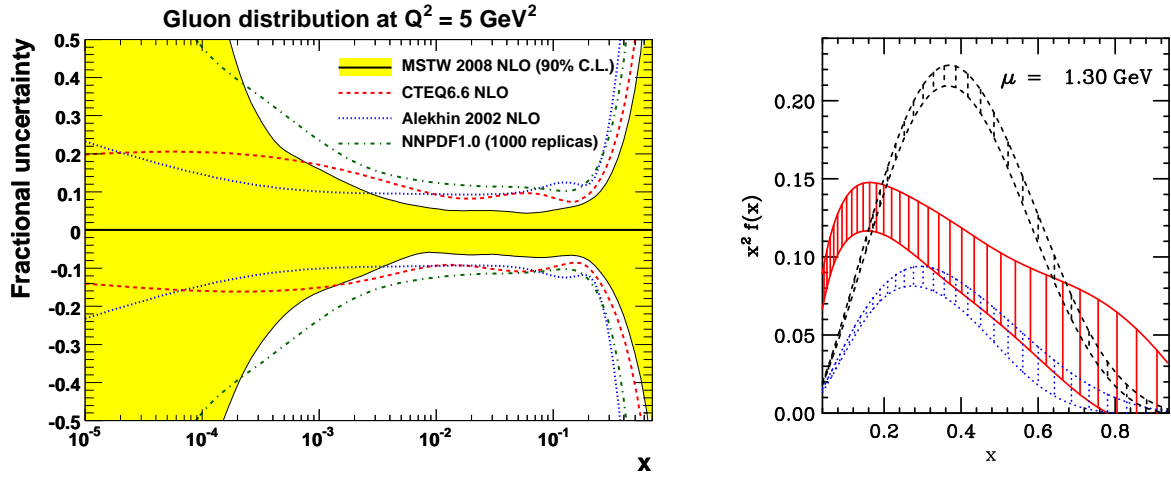 Gluon distribution at Q² = 5 GeV²
Fractional uncertainty
0.5
0.4
0.3
0.2
0.1
0
-0.1
-0.2
-0.3
-0.4
-0.5
MSTW 2008 NLO (90% C.L.)
CTEQ6.6 NLO
Alekhin 2002 NLO
NNPDF1.0 (1000 replicas)
10⁻⁵ 10⁻⁴ 10⁻³ 10⁻² 10⁻¹
x
μ = 1.30 GeV
x² f(x)
0.20
0.15
0.10
0.05
0.00
0.2 0.4 0.6 0.8
x